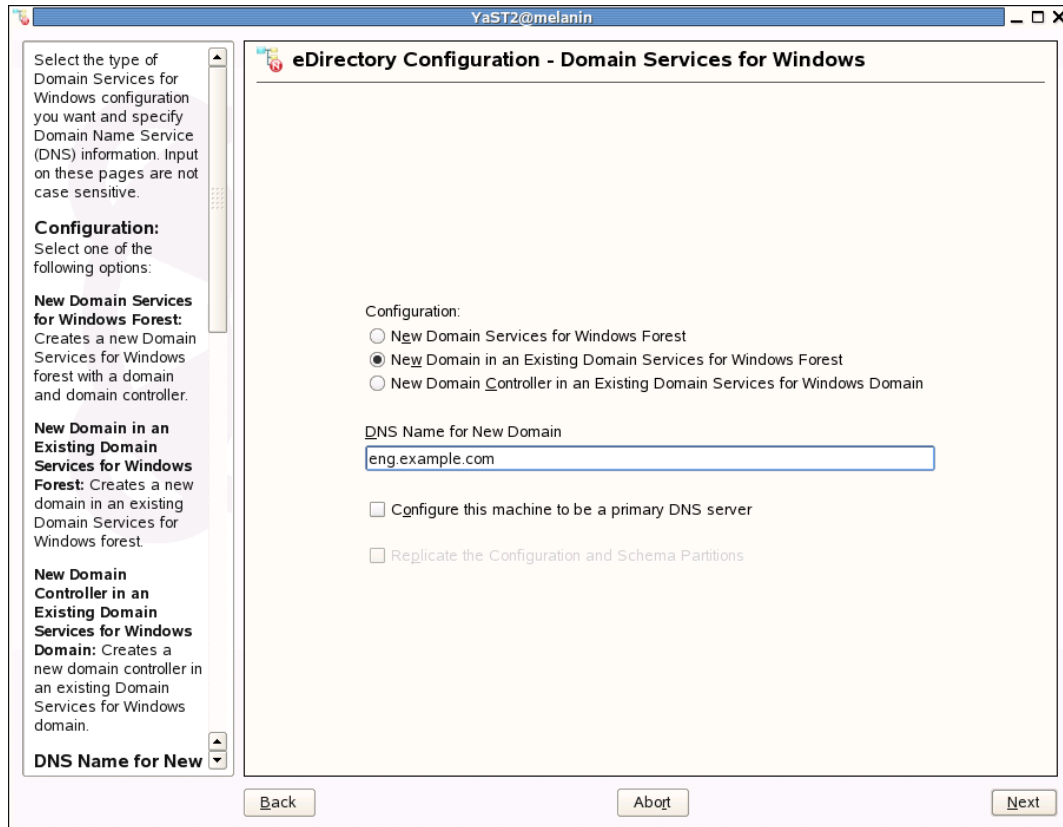 YaST2@melanin
Select the type of
Domain Services for
Windows configuration
you want and specify
Domain Name Service
(DNS) information. Input
on these pages are not
case sensitive.
Configuration:
Select one of the
following options:
New Domain Services
for Windows Forest:
Creates a new Domain
Services for Windows
forest with a domain
and domain controller.
New Domain in an
Existing Domain
Services for Windows
Forest: Creates a new
domain in an existing
Domain Services for
Windows forest.
New Domain
Controller in an
Existing Domain
Services for Windows
Domain: Creates a
new domain controller in
an existing Domain
Services for Windows
domain.
DNS Name for New
eDirectory Configuration - Domain Services for Windows
Configuration:
New Domain Services for Windows Forest
New Domain in an Existing Domain Services for Windows Forest
New Domain Controller in an Existing Domain Services for Windows Domain
DNS Name for New Domain
eng.example.com
Configure this machine to be a primary DNS server
Replicate the Configuration and Schema Partitions
Back
Abort
Next